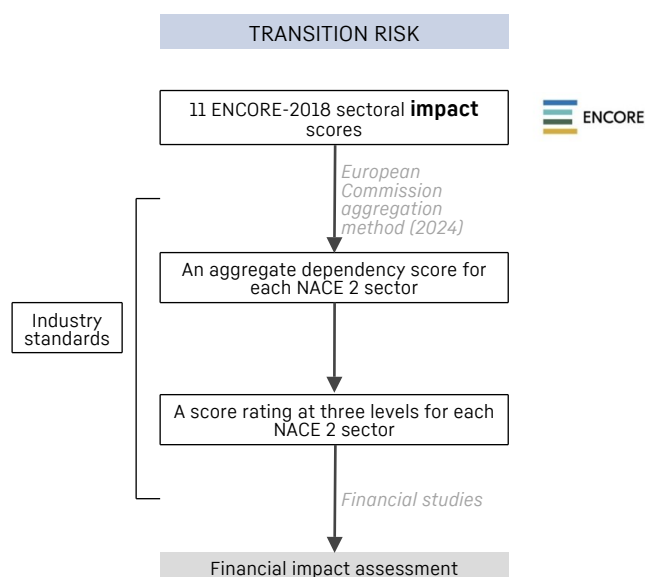 TRANSITION RISK
11 ENCORE-2018 sectoral impact
scores
ENCORE
European
Commission
aggregation
method (2024)
An aggregate dependency score for
each NACE 2 sector
Industry
standards
A score rating at three levels for each
NACE 2 sector
Financial studies
Financial impact assessment